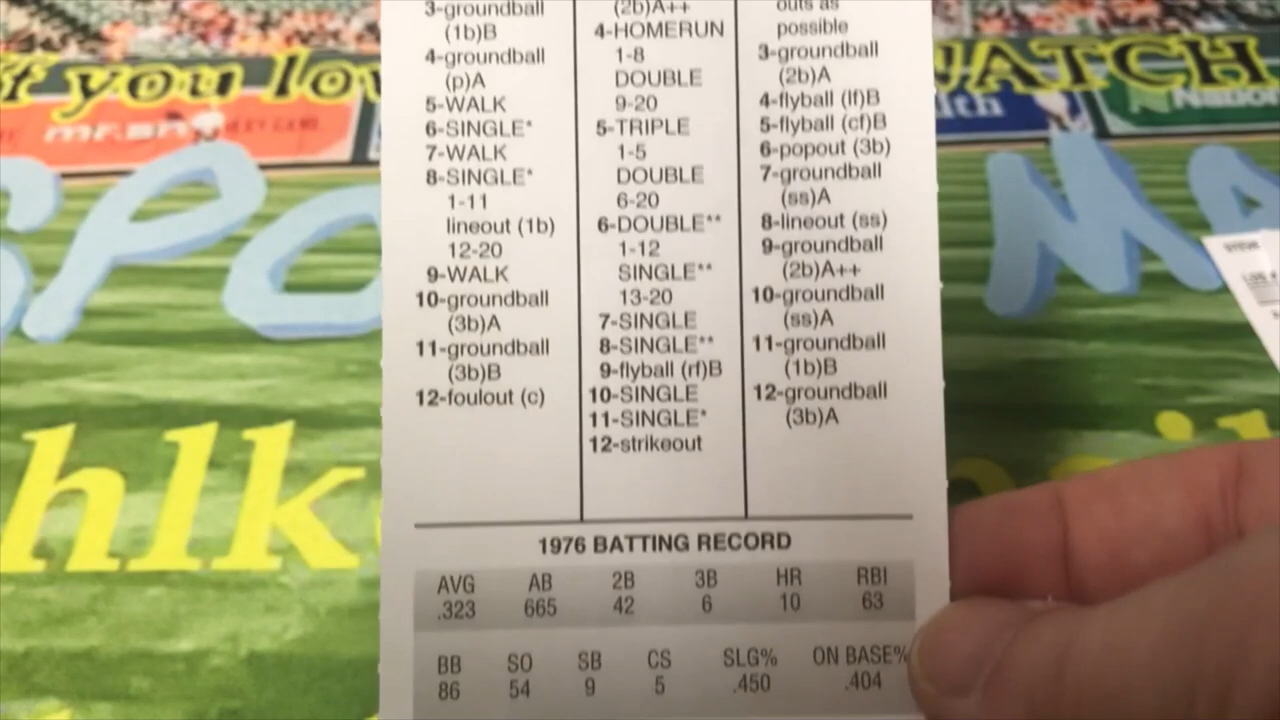 3-groundball
(1b)B
4-groundball
(p)A
5-WALK
6-SINGLE*
7-WALK
8-SINGLE*
1-11
lineout (1b)
12-20
9-WALK
10-groundball
(3b)A
11-groundball
(3b)B
12-foulout (c)
(2b)A++
4-HOMERUN
1-8
DOUBLE
9-20
5-TRIPLE
1-5
DOUBLE
6-20
6-DOUBLE**
1-12
SINGLE**
13-20
7-SINGLE
8-SINGLE**
9-flyball (rf)B
10-SINGLE
11-SINGLE*
12-strikeout
outs as
possible
3-groundball
(2b)A
4-flyball (lf)B
5-flyball (cf)B
6-popout (3b)
7-groundball
(ss)A
8-lineout (ss)
9-groundball
(2b)A++
10-groundball
(ss)A
11-groundball
(1b)B
12-groundball
(3b)A
1976 BATTING RECORD
AVG AB 2B 3B HR RBI
.323 665 42 6 10 63
BB SO SB CS SLG% ON BASE%
86 54 9 5 .450 .404
f you lo
WATCH
SPO
MA
hlk